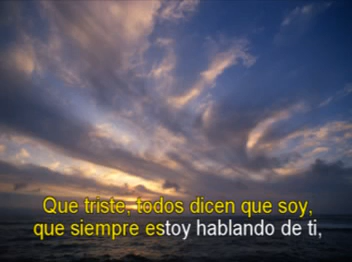 Que triste, todos dicen que soy,
que siempre estoy hablando de ti,